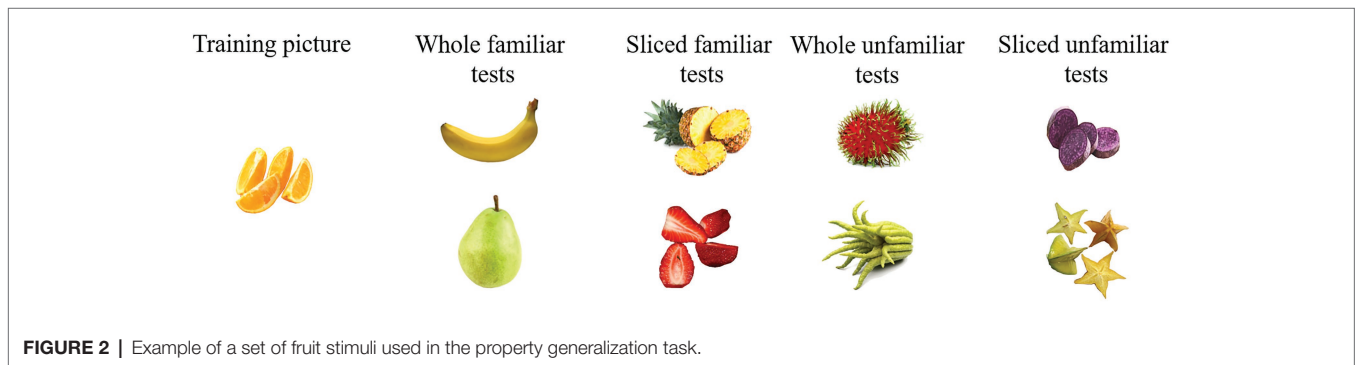 Training picture
Whole familiar
tests
Sliced familiar
tests
Whole unfamiliar
tests
Sliced unfamiliar
tests
FIGURE 2 | Example of a set of fruit stimuli used in the property generalization task.